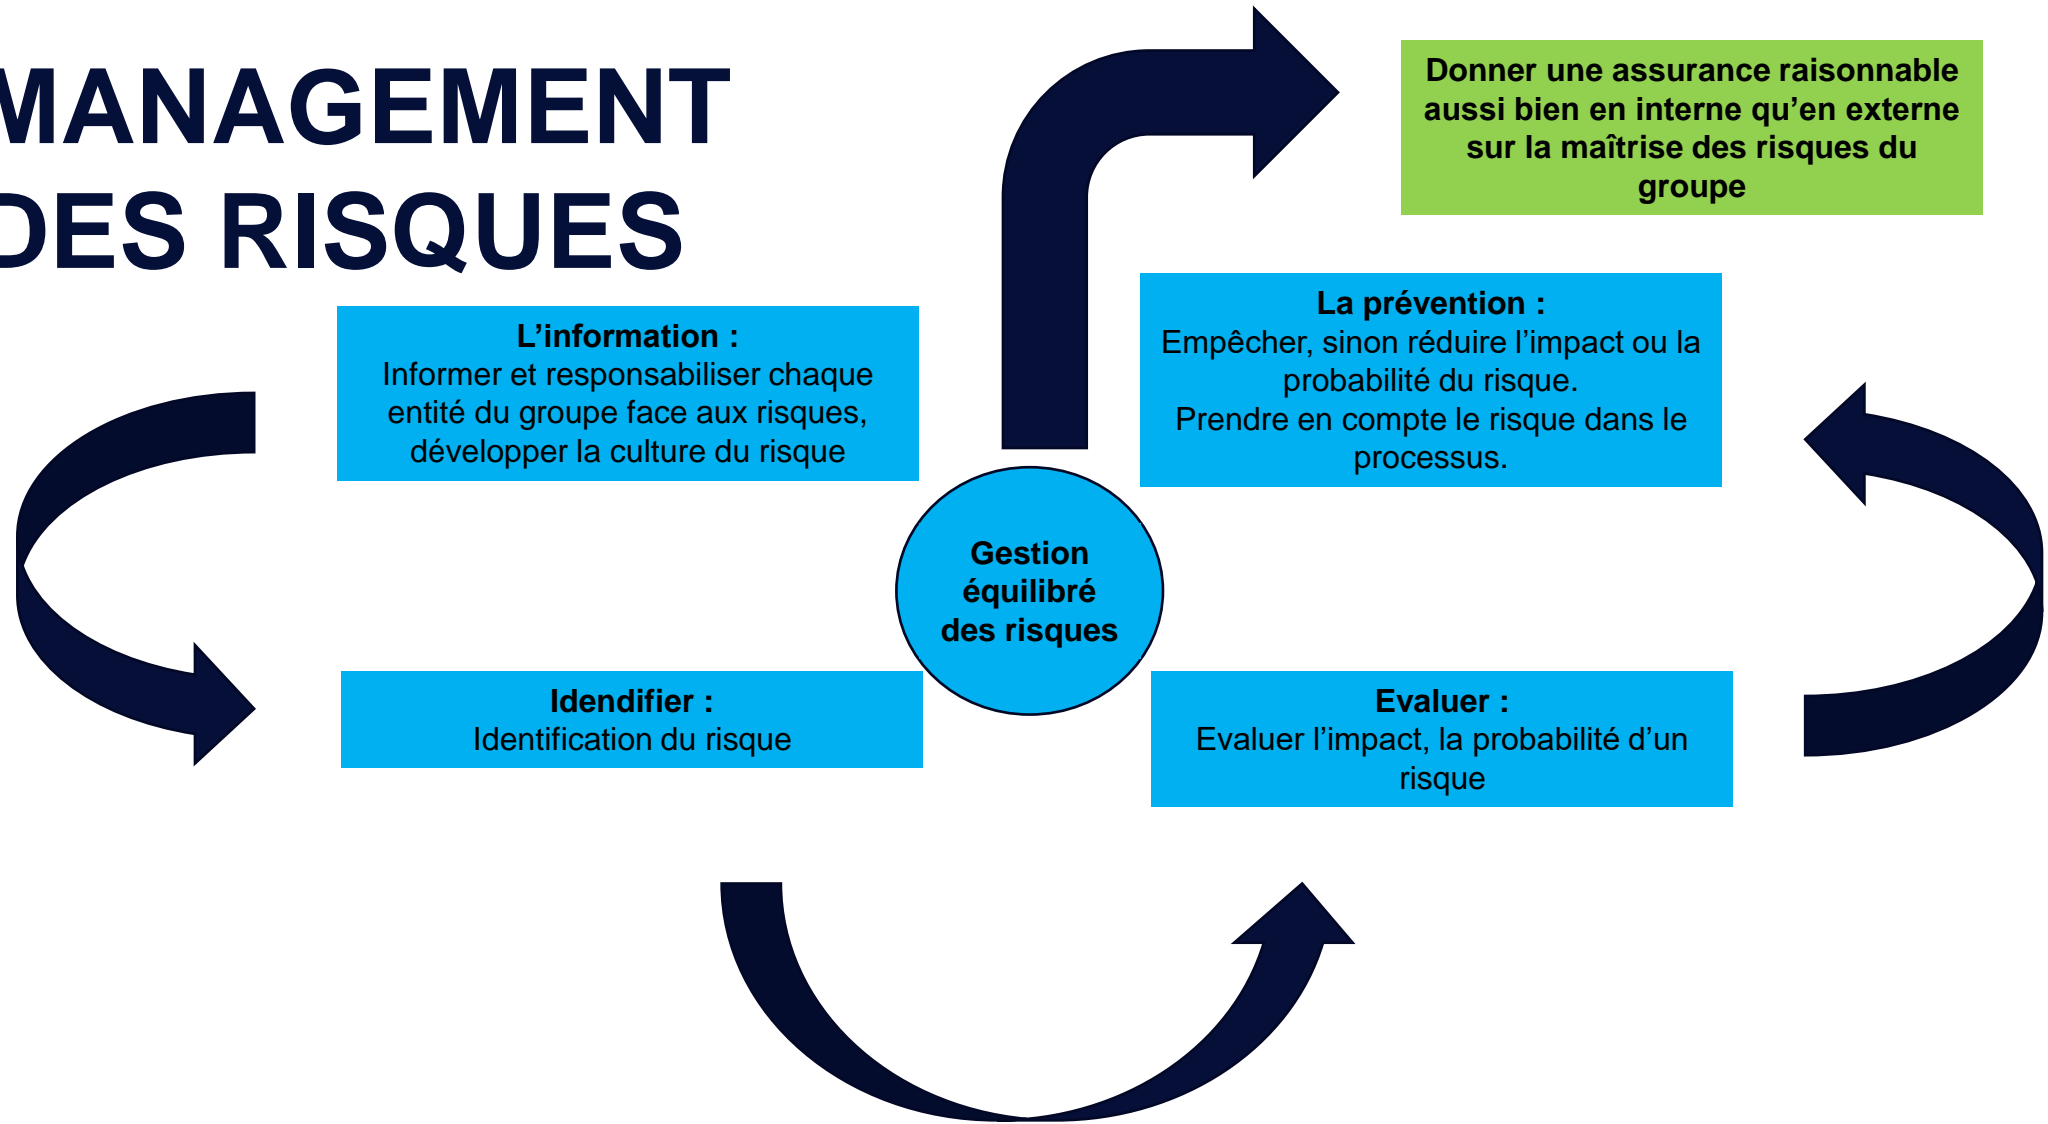 MANAGEMENT
DES RISQUES
Donner une assurance raisonnable
aussi bien en interne qu’en externe
sur la maîtrise des risques du
groupe
L’information :
Informer et responsabiliser chaque
entité du groupe face aux risques,
développer la culture du risque
La prévention :
Empêcher, sinon réduire l’impact ou la
probabilité du risque.
Prendre en compte le risque dans le
processus.
Gestion
équilibré
des risques
Idendifier :
Identification du risque
Evaluer :
Evaluer l’impact, la probabilité d’un
risque